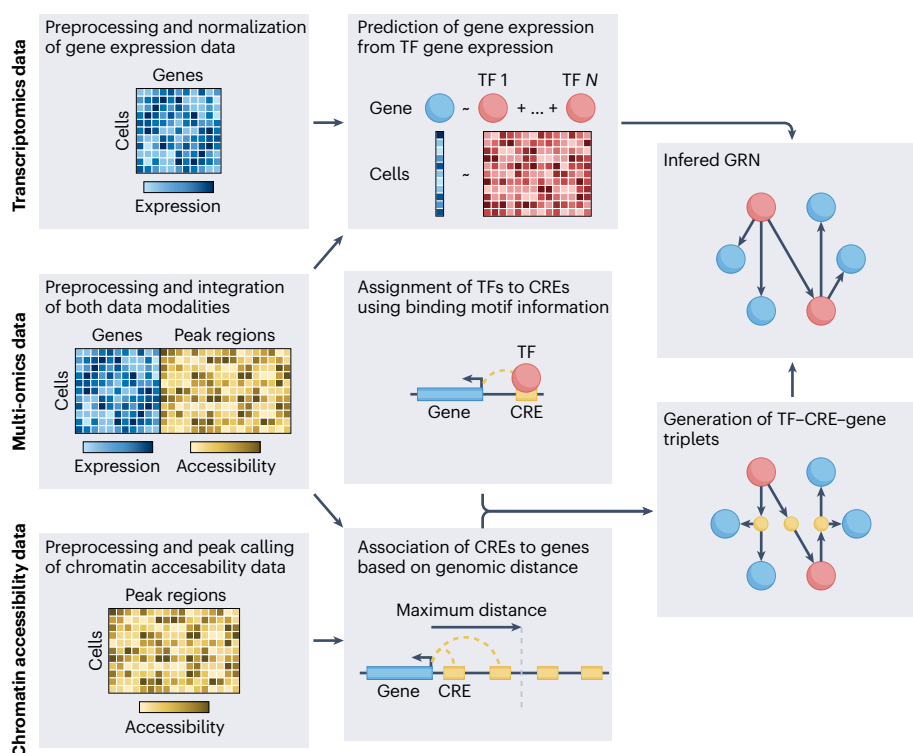 Transcriptomics data
Preprocessing and normalization
of gene expression data
Genes
Cells
Expression
Prediction of gene expression
from TF gene expression
TF 1
TF N
Gene
~
+ ... +
Cells
~
Infered GRN
Multi-omics data
Preprocessing and integration
of both data modalities
Genes
Peak regions
Cells
Expression
Accessibility
Assignment of TFs to CREs
using binding motif information
TF
Gene
CRE
Generation of TF–CRE–gene
triplets
Chromatin accessibility data
Preprocessing and peak calling
of chromatin accesability data
Peak regions
Cells
Accessibility
Association of CREs to genes
based on genomic distance
Maximum distance
Gene
CRE